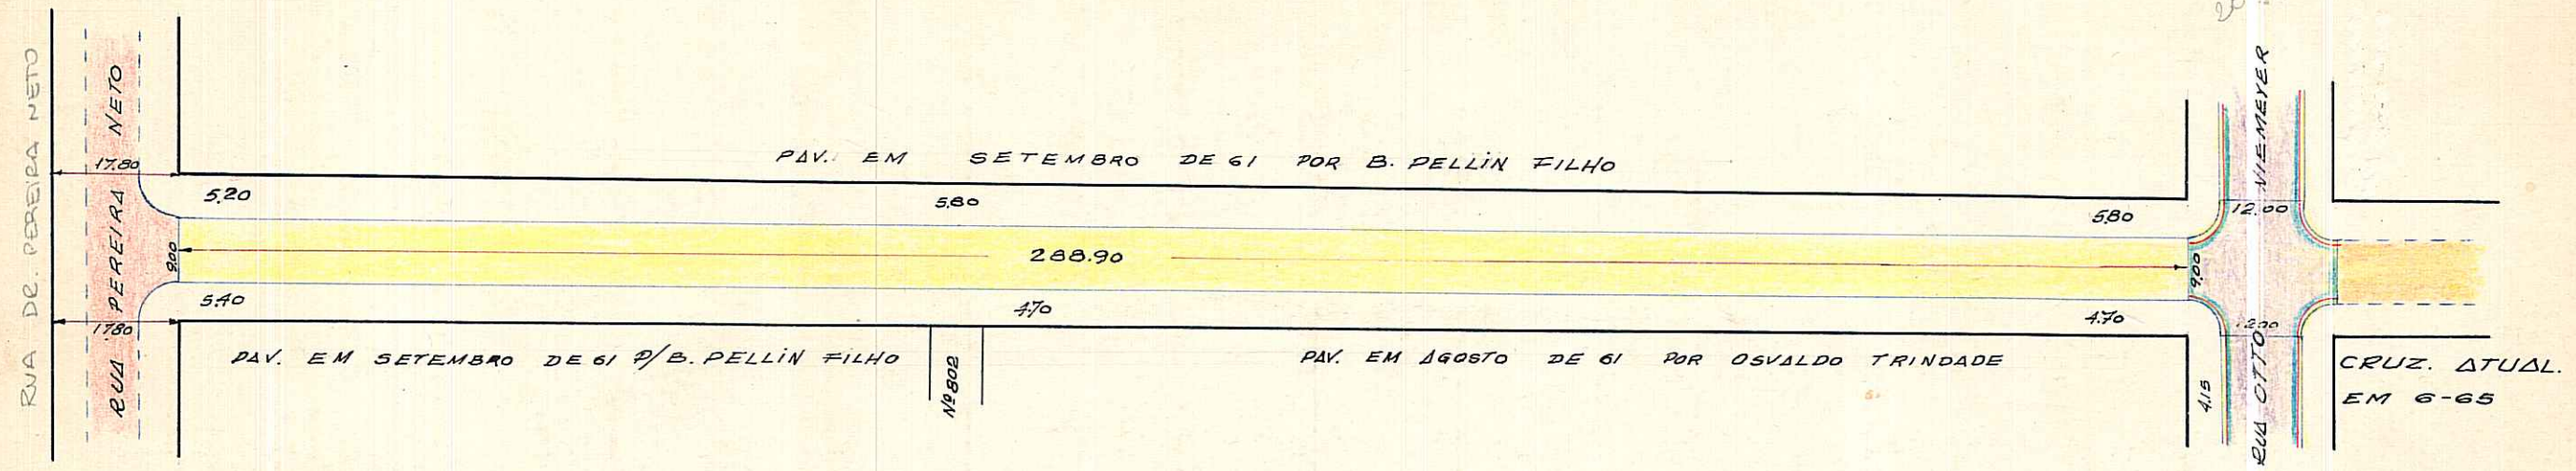 RUA DR. PEREIRA NETO
RUA PEREIRA NETO
17.80
17.80
PAV. EM SETEMBRO DE 61 POR B. PELLIN FILHO
5.20
5.80
5.80
9.00
288.90
9.00
5.40
4.70
4.70
PAV. EM SETEMBRO DE 61 P/B. PELLIN FILHO
Nº 802
PAV. EM AGOSTO DE 61 POR OSVALDO TRINDADE
RUA OTTO NIEMEYER
12.00
4.15
CRUZ. ATUAL.
EM 6-65